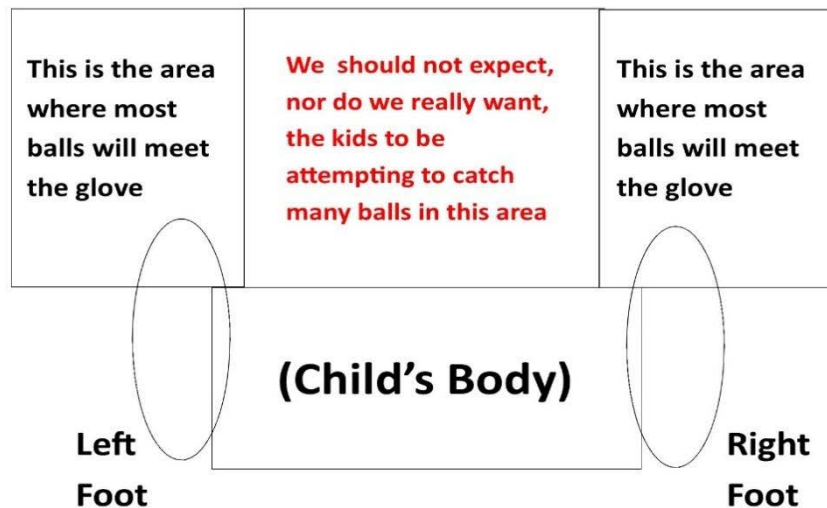 This is the area
where most
balls will meet
the glove
We should not expect,
nor do we really want,
the kids to be
attempting to catch
many balls in this area
This is the area
where most
balls will meet
the glove
(Child’s Body)
Left
Foot
Right
Foot